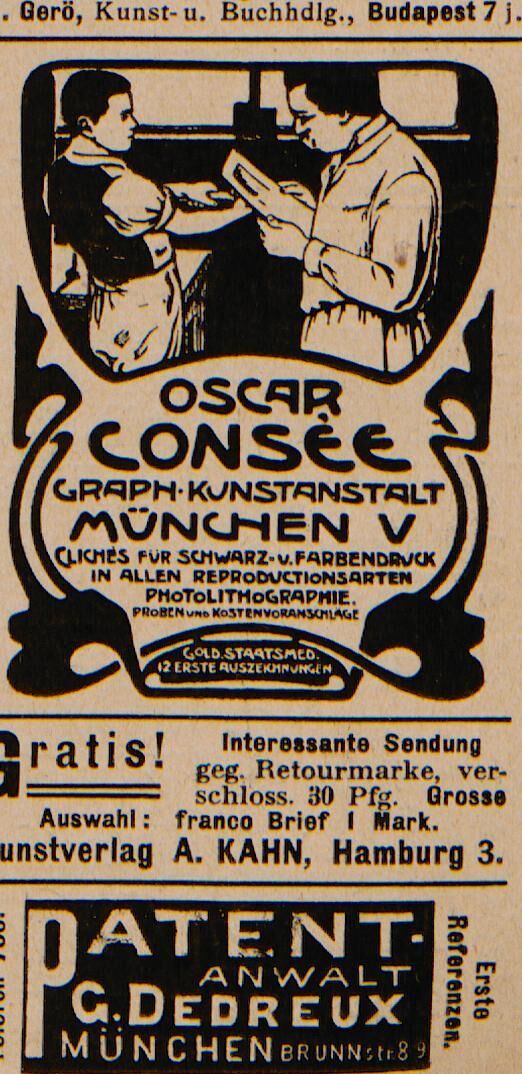 . Gerö, Kunst- u. Buchhdlg., Budapest 7 j.
OSCAR
CONSÉE
GRAPH·KUNSTANSTALT
MÜNCHEN V
CLICHÉS FÜR SCHWARZ-U.FARBENDRUCK
IN ALLEN REPRODUCTIONSARTEN
PHOTOLITHOGRAPHIE.
PROBEN UND KOSTENVORANSCHLÄGE
GOLD.STAATSMED.
12 ERSTE AUSZEICHNUNGEN
Gratis!
Interessante Sendung
geg. Retourmarke, ver-
schloss. 30 Pfg. Grosse
Auswahl: franco Brief 1 Mark.
unstverlag A. KAHN, Hamburg 3.
PATENT-
ANWALT
G. DEDREUX
MÜNCHEN BRUNNstr. 8 9
Erste
Referenzen.